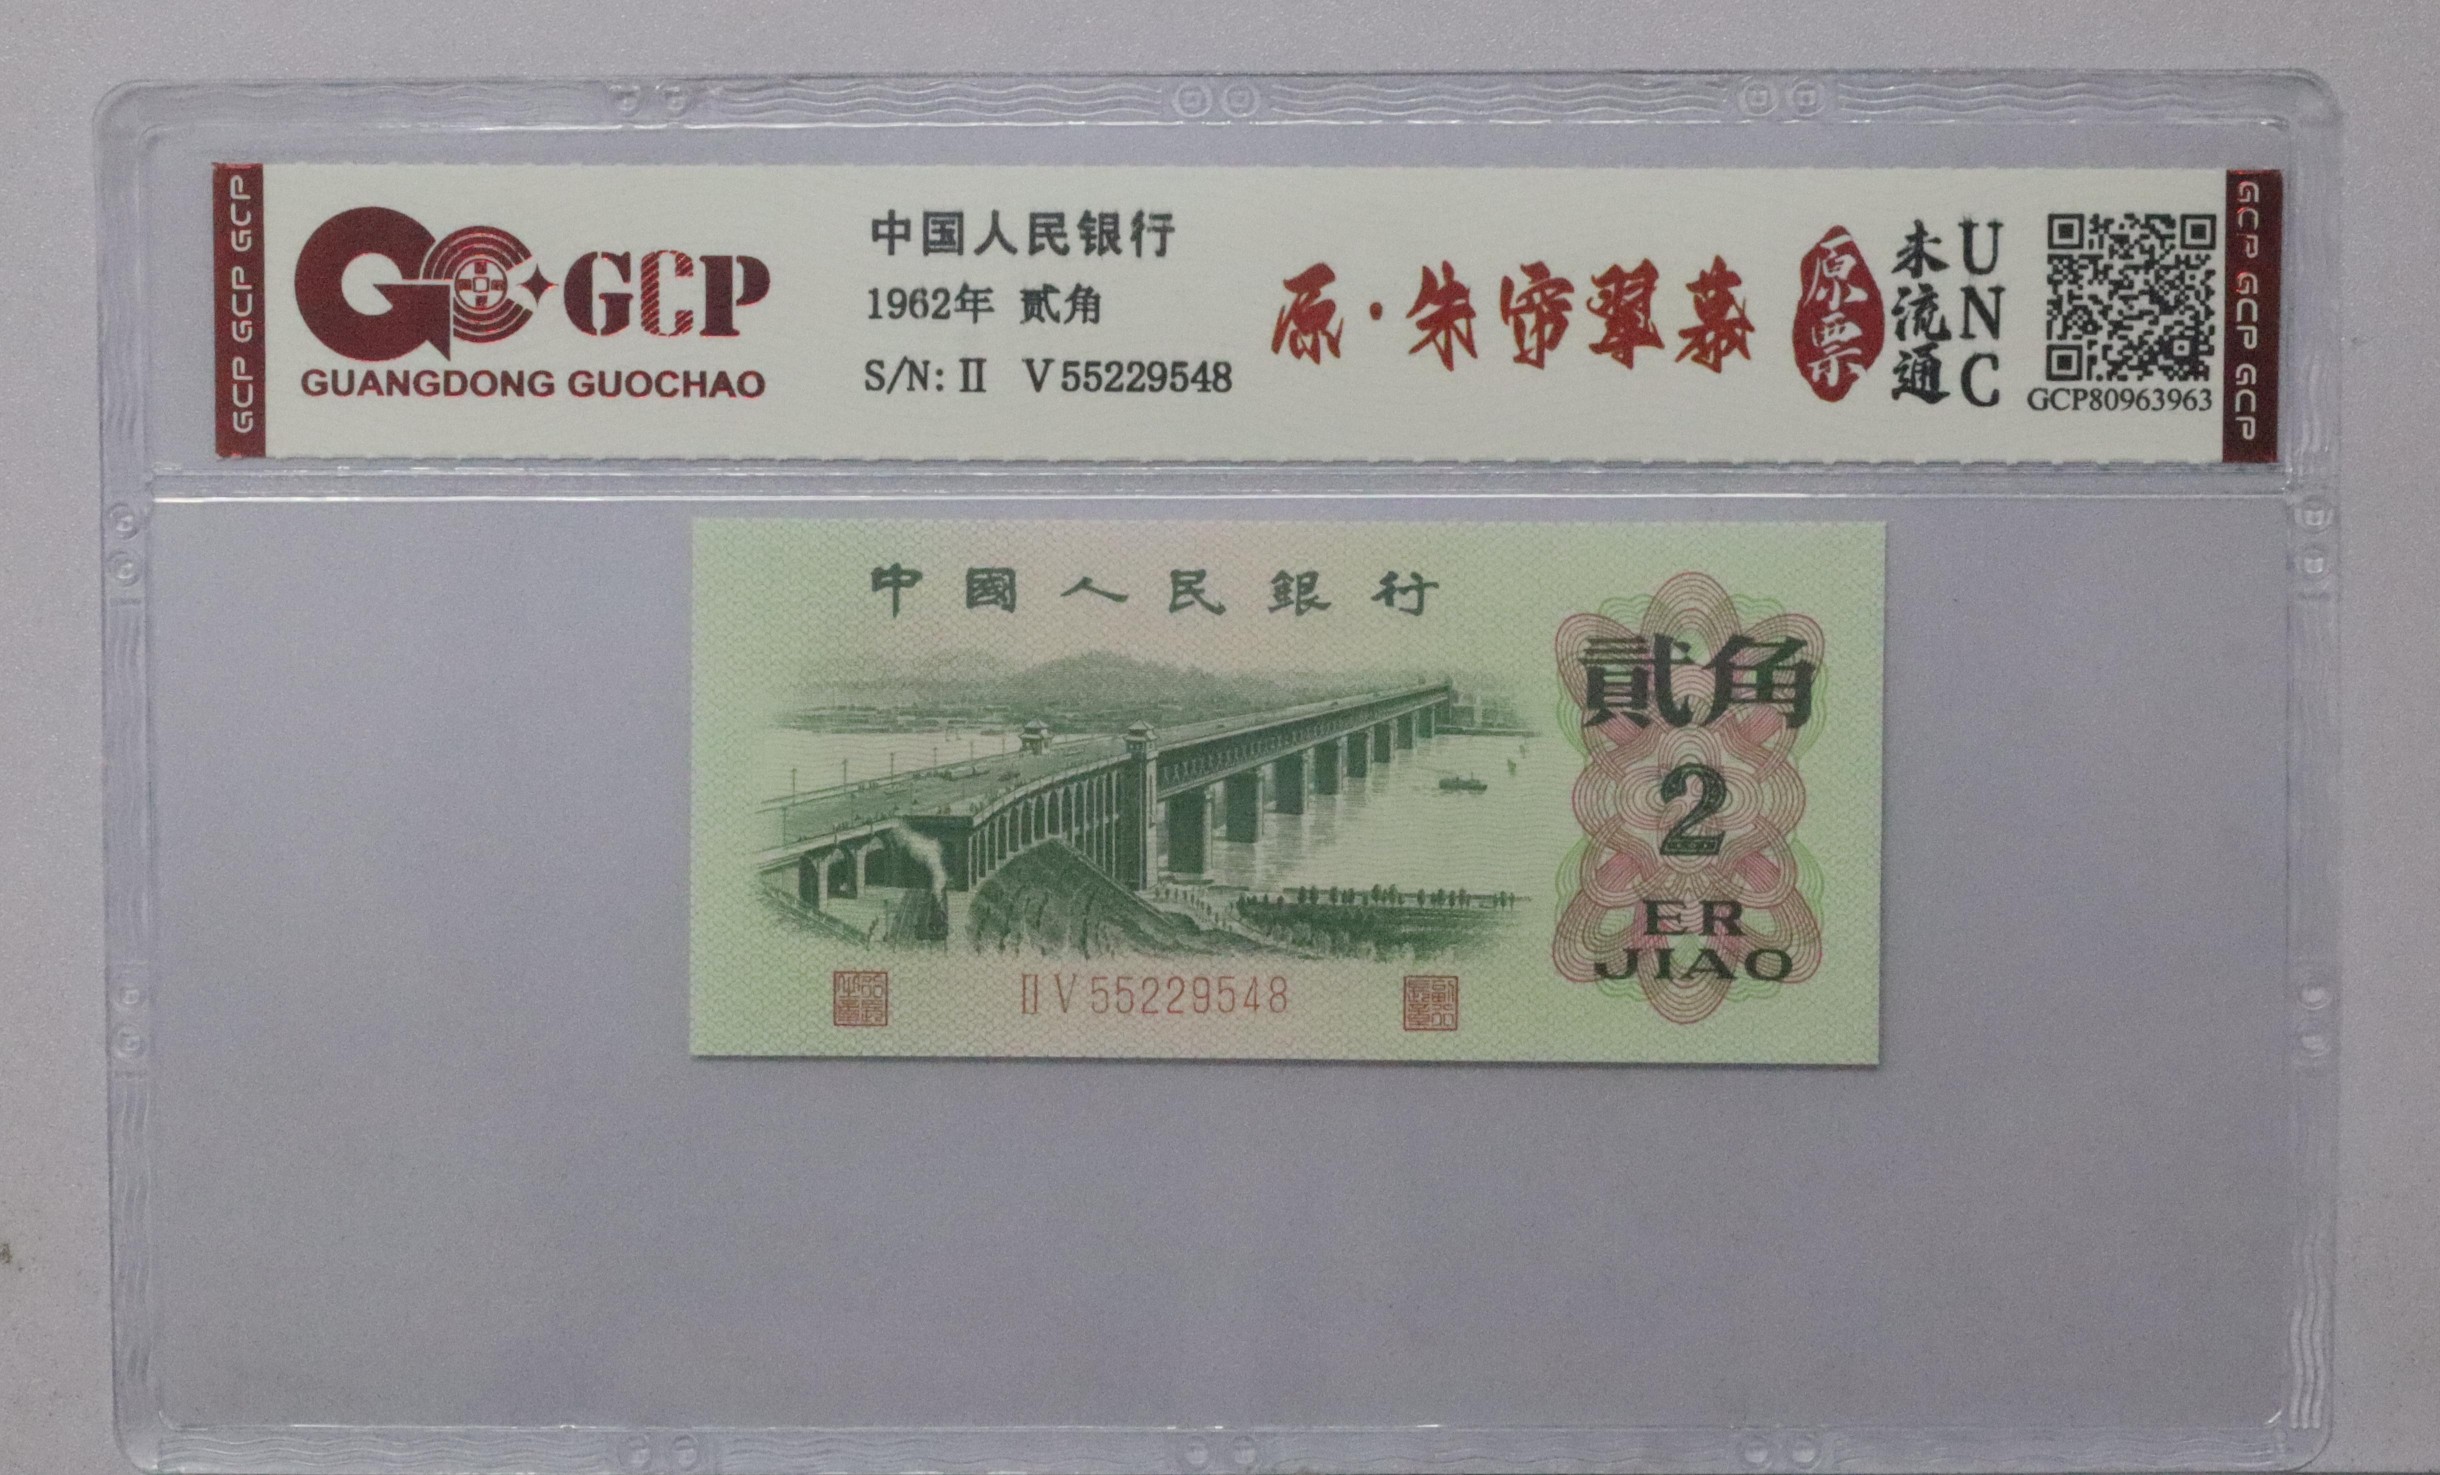 GCP GCP GCP
GCP
GUANGDONG GUOCHAO
中国人民银行
1962年 贰角
S/N: II V 55229548
原·朱帘翠幕
原票
未流通
UNC
GCP80963963
GCP GCP GCP
中國人民銀行
貳角
2
ER
JIAO
II V 55229548